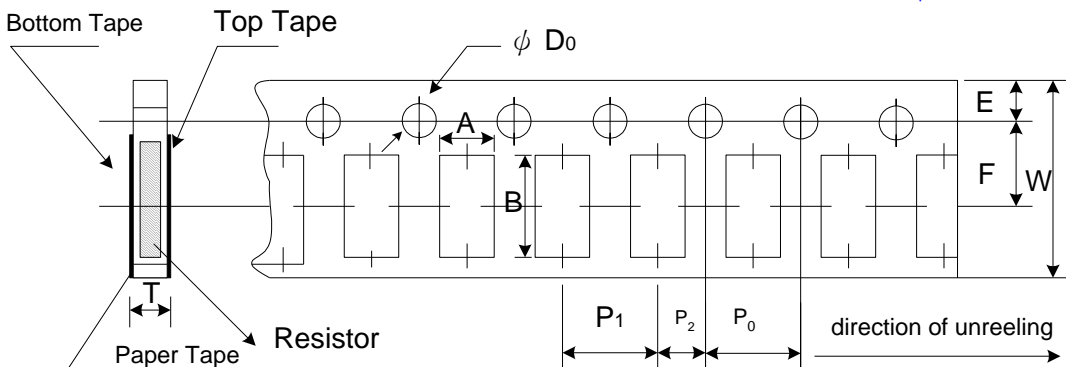 Bottom Tape
Top Tape
ψ D0
A
B
E
F
W
T
P1
P2
P0
Resistor
Paper Tape
direction of unreeling